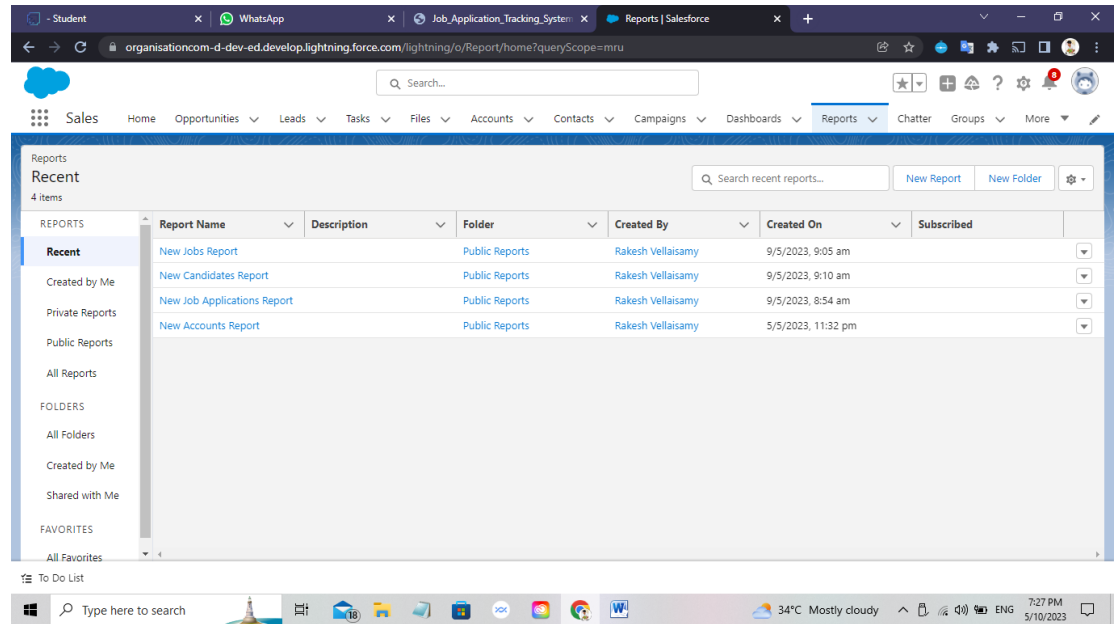 - Student
WhatsApp
Job_Application_Tracking_System
Reports | Salesforce
organisationcom-d-dev-ed.develop.lightning.force.com/lightning/o/Report/home?queryScope=mru
Search...
8
Sales Home Opportunities Leads Tasks Files Accounts Contacts Campaigns Dashboards Reports Chatter Groups More
Reports
Recent
4 items
Search recent reports...
New Report New Folder
REPORTS
Recent
Created by Me
Private Reports
Public Reports
All Reports
FOLDERS
All Folders
Created by Me
Shared with Me
FAVORITES
All Favorites
Report Name Description Folder Created By Created On Subscribed
New Jobs Report Public Reports Rakesh Vellaisamy 9/5/2023, 9:05 am
New Candidates Report Public Reports Rakesh Vellaisamy 9/5/2023, 9:10 am
New Job Applications Report Public Reports Rakesh Vellaisamy 9/5/2023, 8:54 am
New Accounts Report Public Reports Rakesh Vellaisamy 5/5/2023, 11:32 pm
To Do List
Type here to search
18
34°C Mostly cloudy
ENG
7:27 PM
5/10/2023